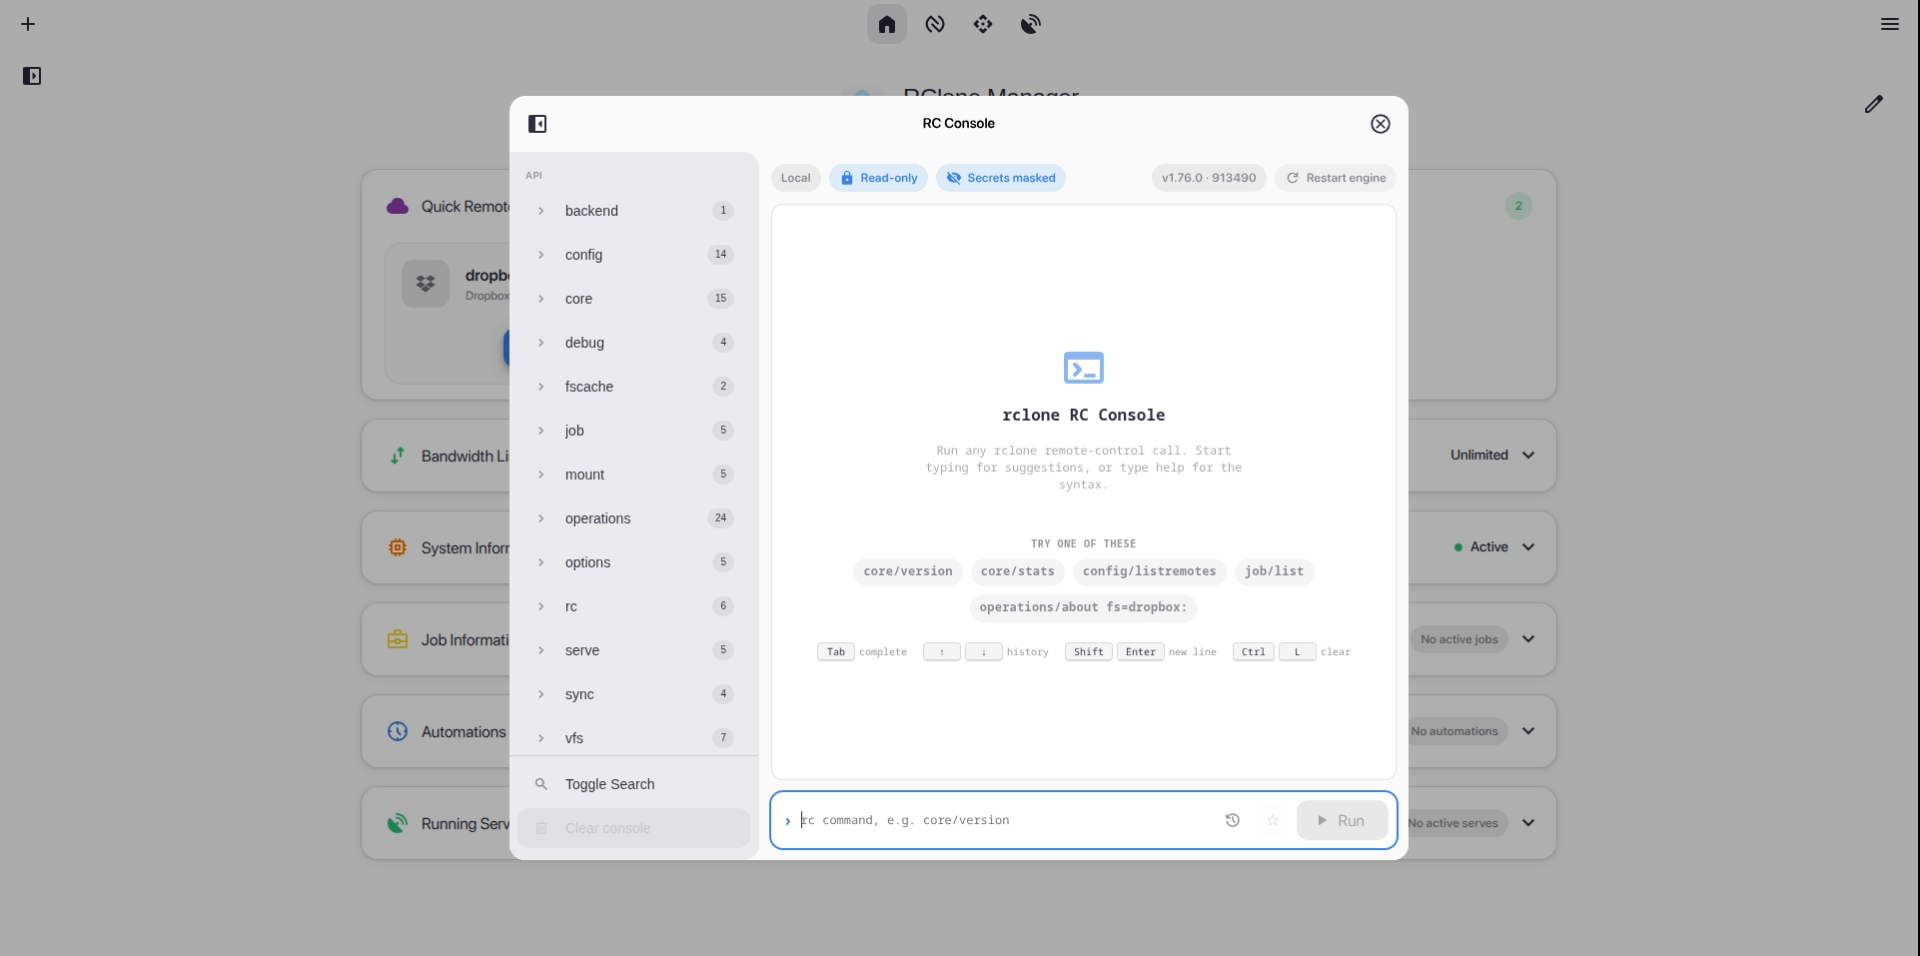 RClone Manager
RC Console
API
backend 1
config 14
core 15
debug 4
fscache 2
job 5
mount 5
operations 24
options 5
rc 6
serve 5
sync 4
vfs 7
Toggle Search
Clear console
Local
Read-only
Secrets masked
v1.76.0 · 913490
Restart engine
rclone RC Console
Run any rclone remote-control call. Start
typing for suggestions, or type help for the
syntax.
TRY ONE OF THESE
core/version core/stats config/listremotes job/list
operations/about fs=dropbox:
Tab complete ↑ ↓ history Shift Enter new line Ctrl L clear
› rc command, e.g. core/version
Run
Quick Remot
2
dropb
Dropbox
Bandwidth Li
Unlimited
System Infor
Active
Job Informati
No active jobs
Automations
No automations
Running Serv
No active serves